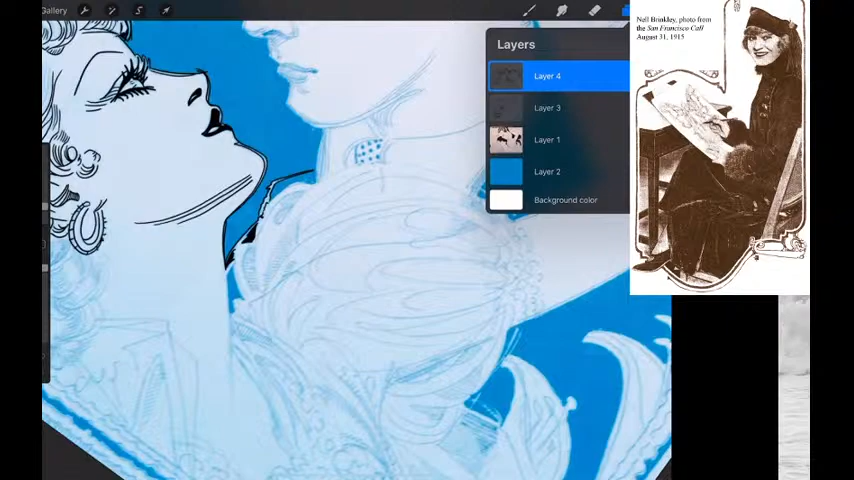 Gallery
Layers
Layer 4
Layer 3
Layer 1
Layer 2
Background color
Nell Brinkley, photo from
the San Francisco Call
August 31, 1915